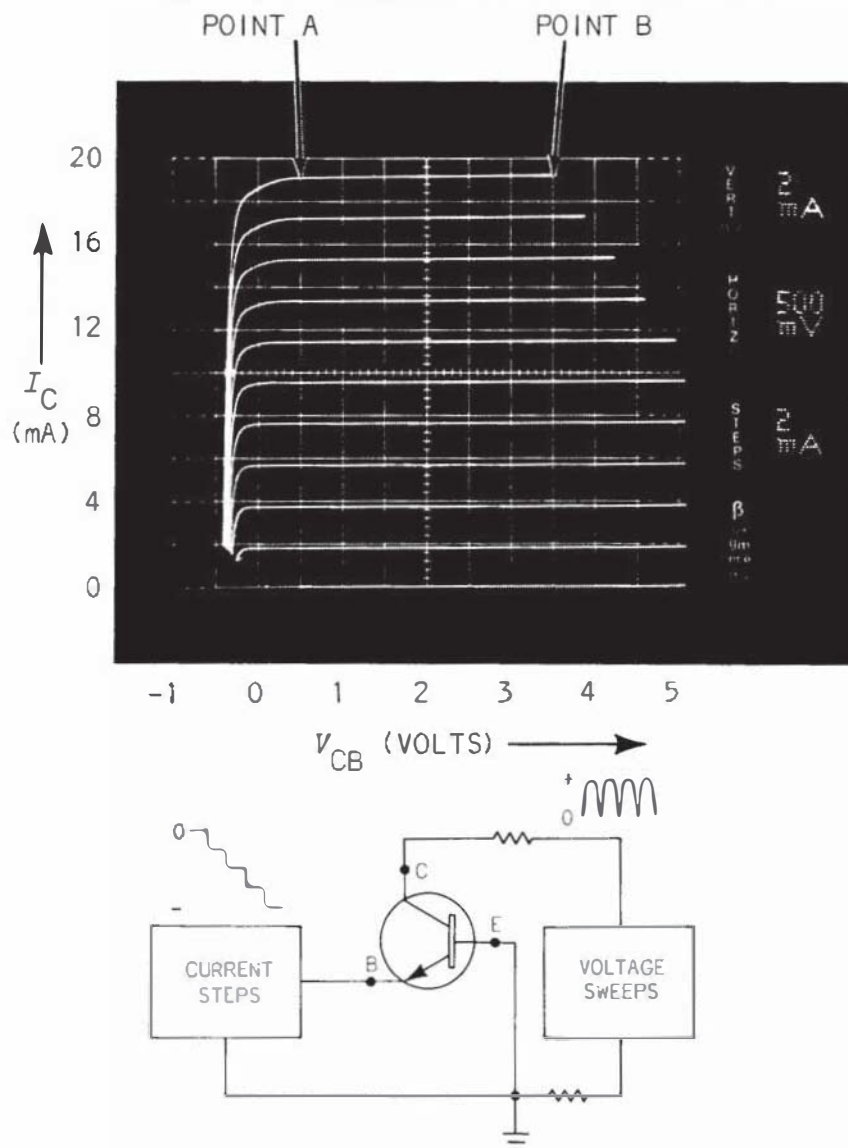 POINT A POINT B
20
16
12
8
4
0
I_C
(mA)
VERT
2
mA
HORIZ
500
mV
STEPS
2
mA
β
gm
-1 0 1 2 3 4 5
V_CB (VOLTS)
+
0
0
-
C
E
B
CURRENT
STEPS
VOLTAGE
SWEEPS